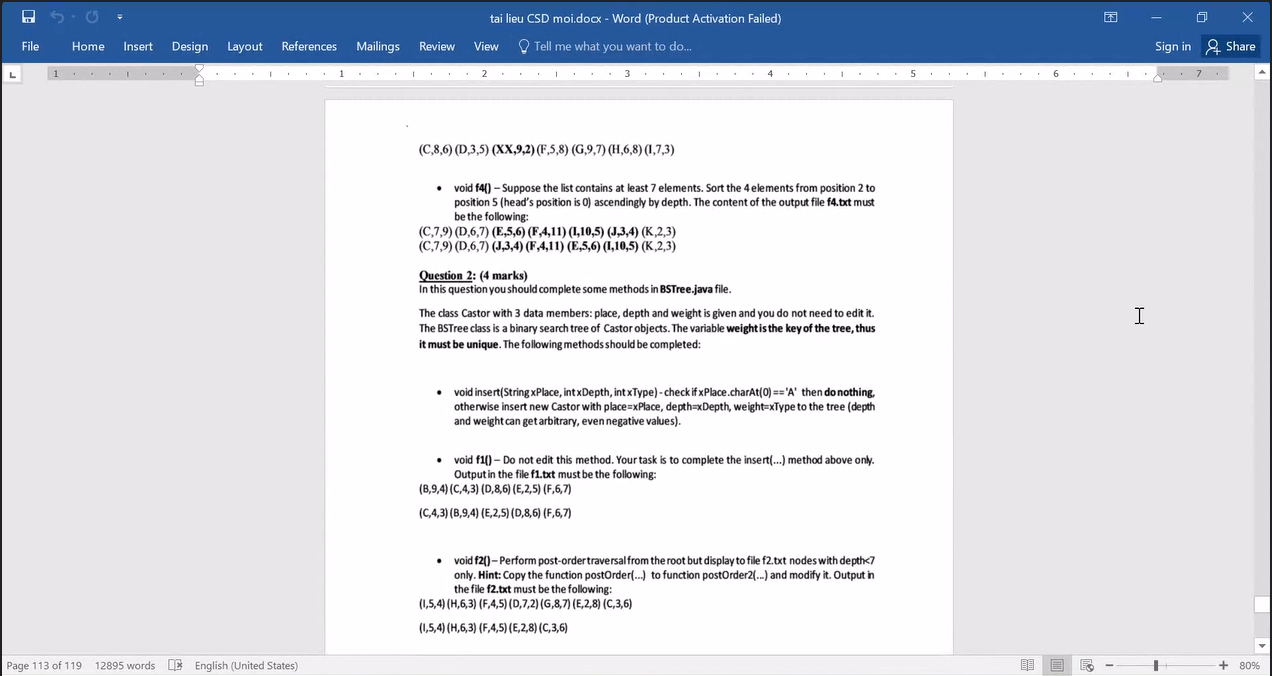 tai lieu CSD moi.docx - Word (Product Activation Failed)
File Home Insert Design Layout References Mailings Review View Tell me what you want to do... Sign in Share
1 1 2 3 4 5 6 7
(C,8,6) (D,3,5) (XX,9,2) (F,5,8) (G,9,7) (H,6,8) (I,7,3)
• void f4() – Suppose the list contains at least 7 elements. Sort the 4 elements from position 2 to
position 5 (head's position is 0) ascendingly by depth. The content of the output file f4.txt must
be the following:
(C,7,9) (D,6,7) (E,5,6) (F,4,11) (I,10,5) (J,3,4) (K,2,3)
(C,7,9) (D,6,7) (J,3,4) (F,4,11) (E,5,6) (I,10,5) (K,2,3)
Question 2: (4 marks)
In this question you should complete some methods in BSTree.java file.
The class Castor with 3 data members: place, depth and weight is given and you do not need to edit it.
The BSTree class is a binary search tree of Castor objects. The variable weight is the key of the tree, thus
it must be unique. The following methods should be completed:
• void insert(String xPlace, int xDepth, int xType) - check if xPlace.charAt(0) == 'A' then do nothing,
otherwise insert new Castor with place=xPlace, depth=xDepth, weight=xType to the tree (depth
and weight can get arbitrary, even negative values).
• void f1() – Do not edit this method. Your task is to complete the insert(...) method above only.
Output in the file f1.txt must be the following:
(B,9,4) (C,4,3) (D,8,6) (E,2,5) (F,6,7)
(C,4,3) (B,9,4) (E,2,5) (D,8,6) (F,6,7)
• void f2() – Perform post-order traversal from the root but display to file f2.txt nodes with depth<7
only. Hint: Copy the function postOrder(...) to function postOrder2(...) and modify it. Output in
the file f2.txt must be the following:
(I,5,4) (H,6,3) (F,4,5) (D,7,2) (G,8,7) (E,2,8) (C,3,6)
(I,5,4) (H,6,3) (F,4,5) (E,2,8) (C,3,6)
Page 113 of 119 12895 words English (United States) 80%